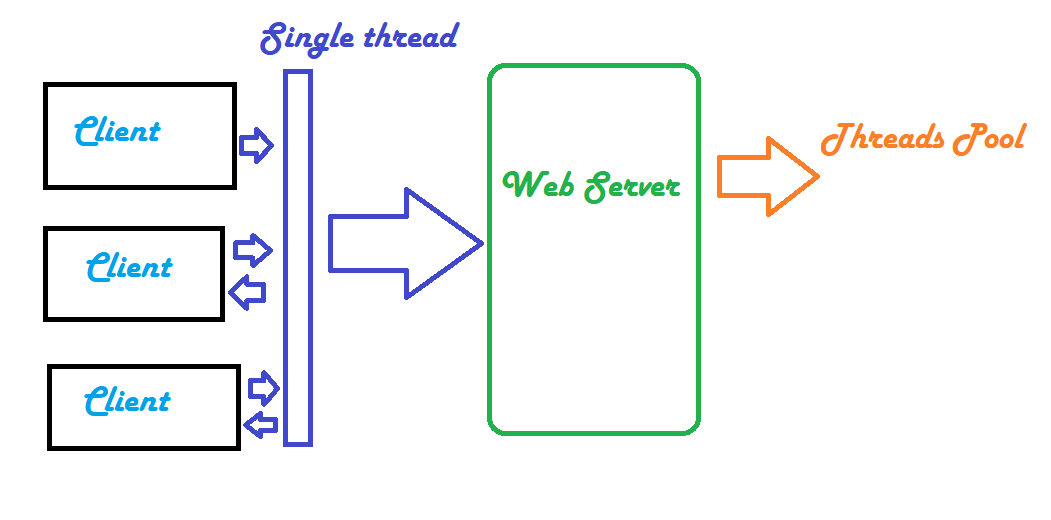 Single thread
Client
Client
Client
Web Server
Threads Pool